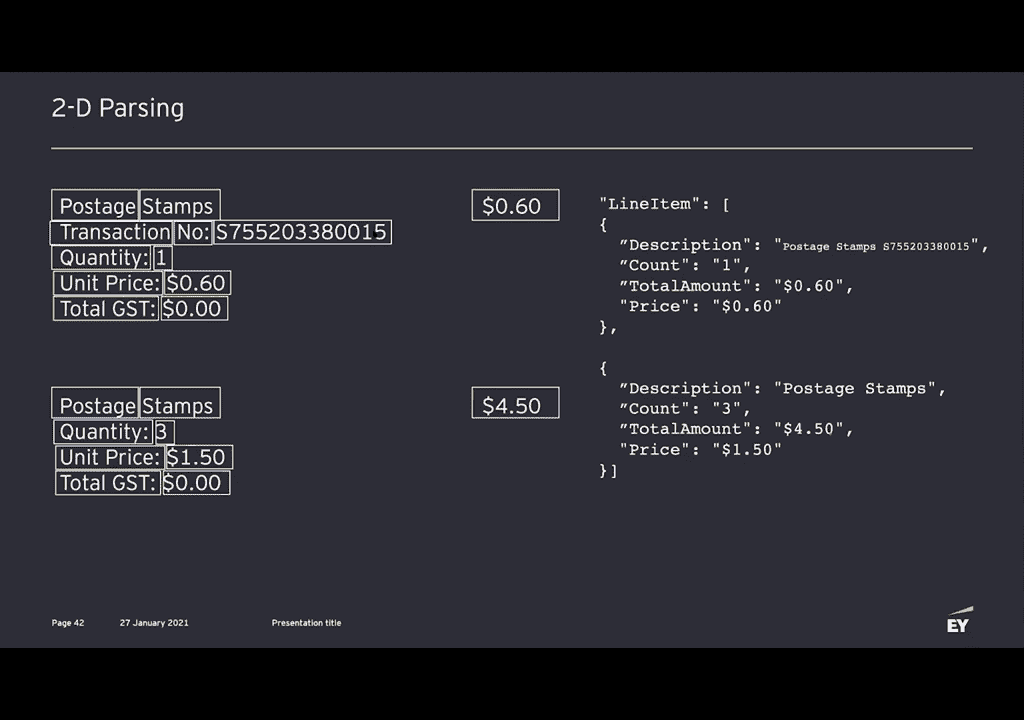 2-D Parsing
Postage Stamps $0.60
Transaction No: S755203380015
Quantity: 1
Unit Price: $0.60
Total GST: $0.00
Postage Stamps $4.50
Quantity: 3
Unit Price: $1.50
Total GST: $0.00
"LineItem": [
{
”Description": "Postage Stamps S755203380015",
”Count": "1",
”TotalAmount": "$0.60",
"Price": "$0.60"
},
{
”Description": "Postage Stamps",
”Count": "3",
”TotalAmount": "$4.50",
"Price": "$1.50"
}]
Page 42 27 January 2021 Presentation title
EY